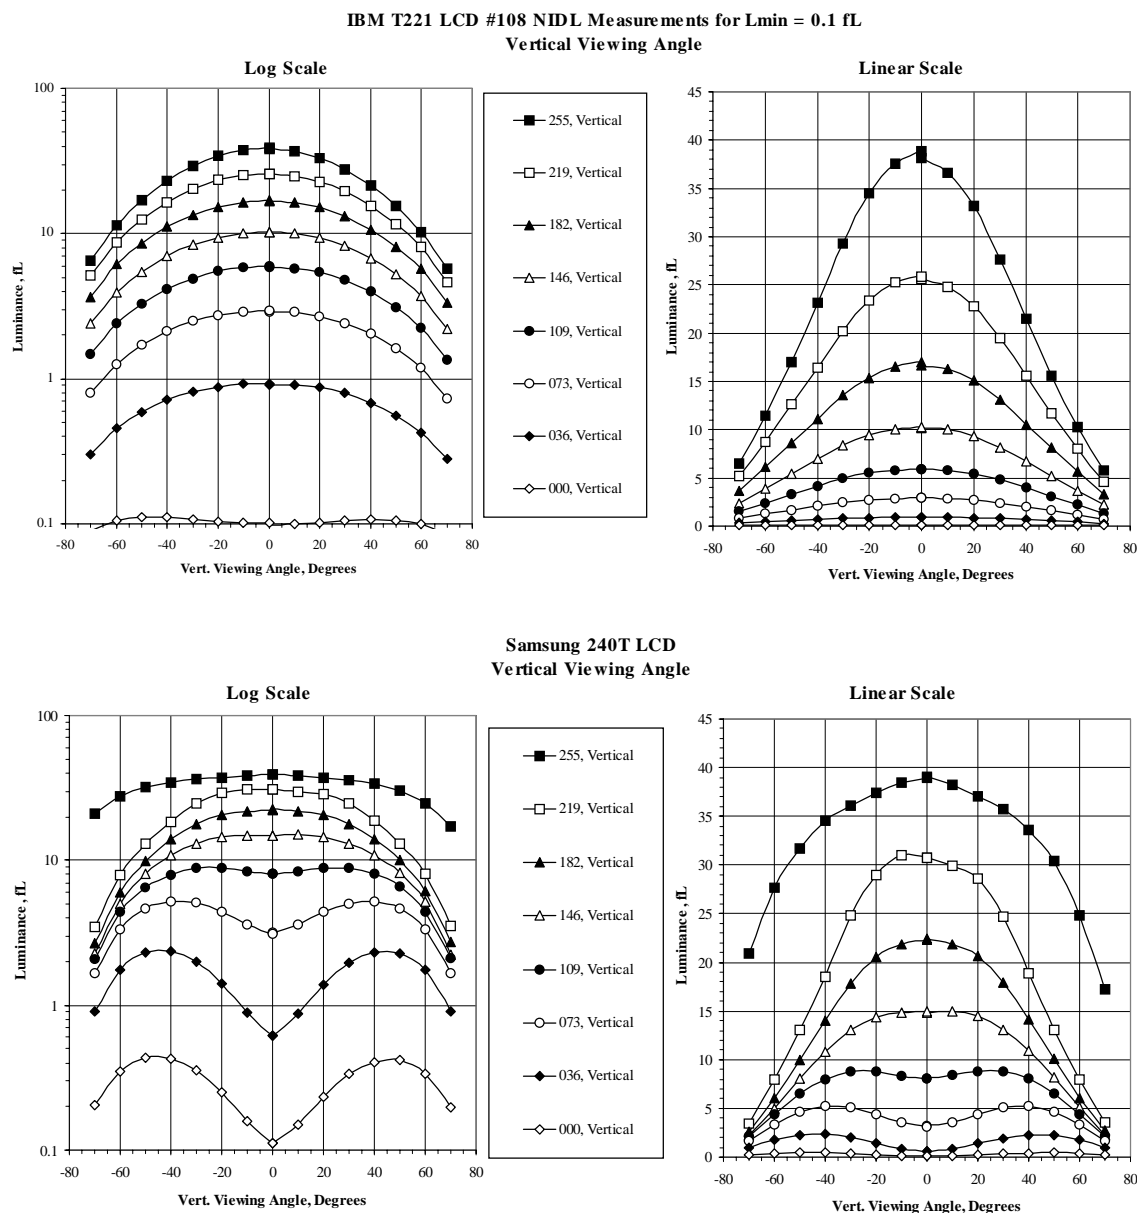 IBM T221 LCD #108 NIDL Measurements for Lmin = 0.1 fL
Vertical Viewing Angle
Log Scale
100
10
1
0.1
-80 -60 -40 -20 0 20 40 60 80
Luminance, fL
Vert. Viewing Angle, Degrees
255, Vertical
219, Vertical
182, Vertical
146, Vertical
109, Vertical
073, Vertical
036, Vertical
000, Vertical
Linear Scale
45
40
35
30
25
20
15
10
5
0
-80 -60 -40 -20 0 20 40 60 80
Luminance, fL
Vert. Viewing Angle, Degrees
Samsung 240T LCD
Vertical Viewing Angle
Log Scale
100
10
1
0.1
-80 -60 -40 -20 0 20 40 60 80
Luminance, fL
Vert. Viewing Angle, Degrees
255, Vertical
219, Vertical
182, Vertical
146, Vertical
109, Vertical
073, Vertical
036, Vertical
000, Vertical
Linear Scale
45
40
35
30
25
20
15
10
5
0
-80 -60 -40 -20 0 20 40 60 80
Luminance, fL
Vert. Viewing Angle, Degrees